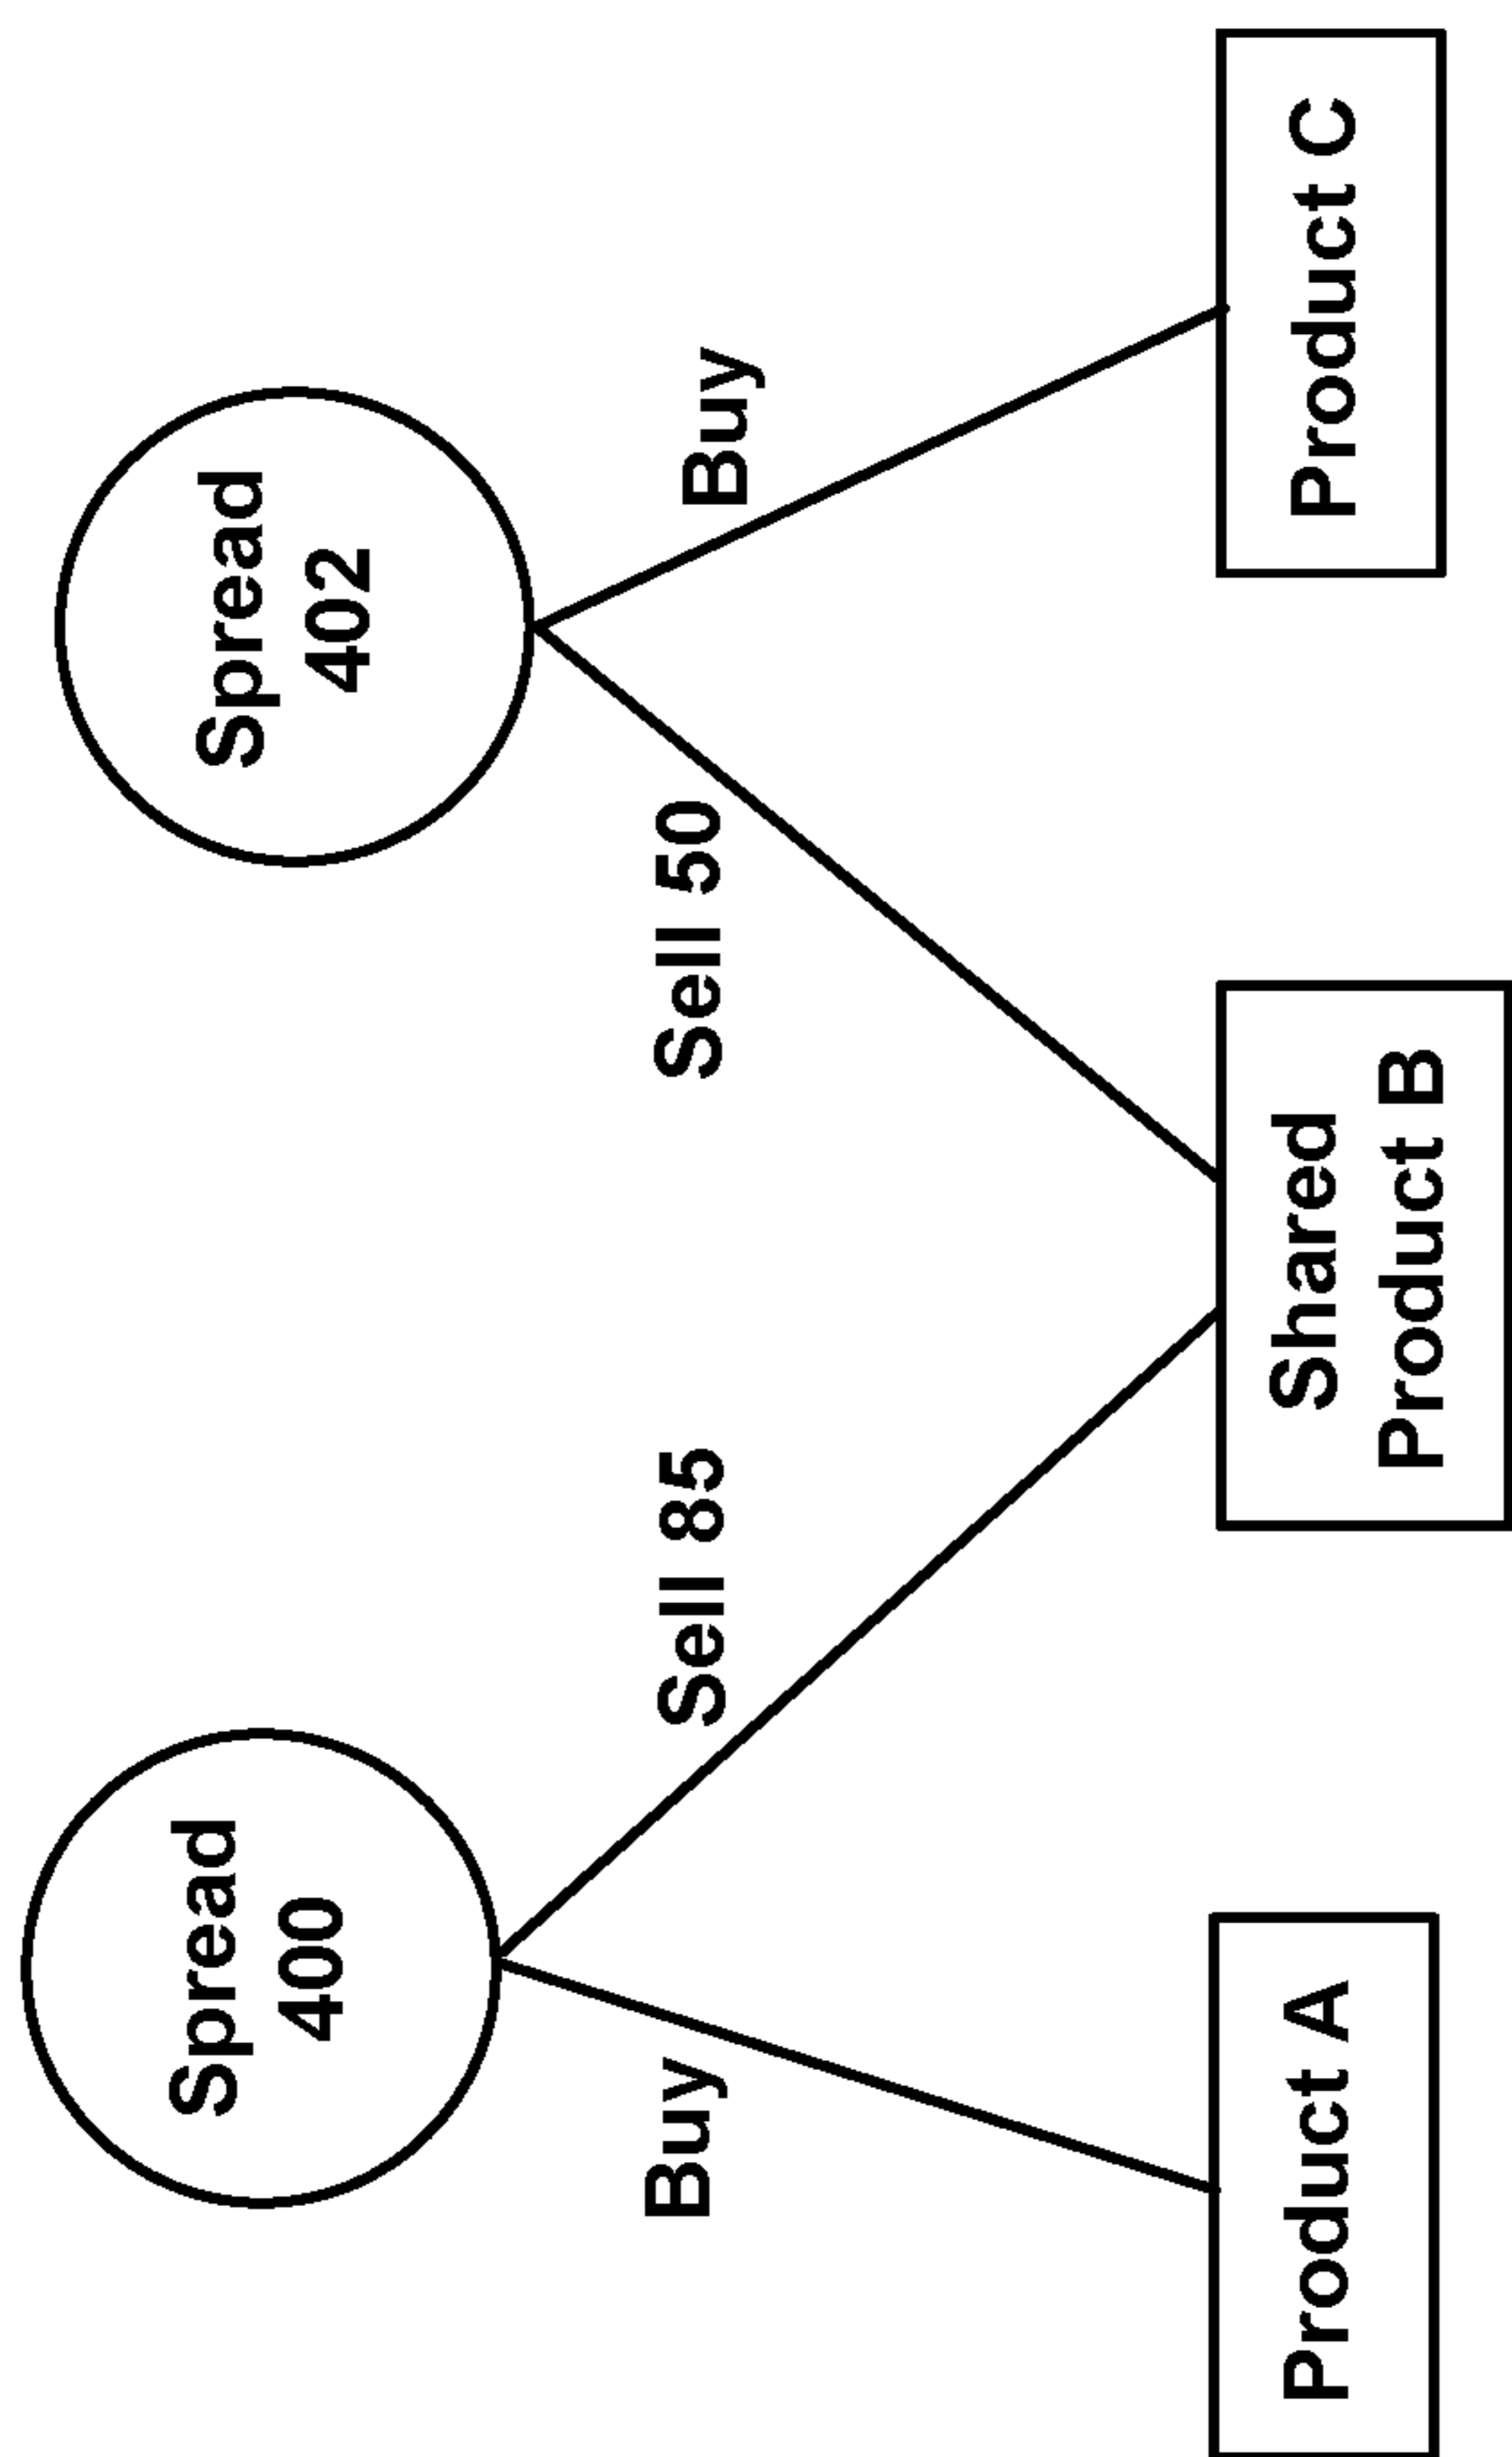 Spread
400
Spread
402
Buy
Sell 85
Sell 50
Buy
Product A
Shared
Product B
Product C